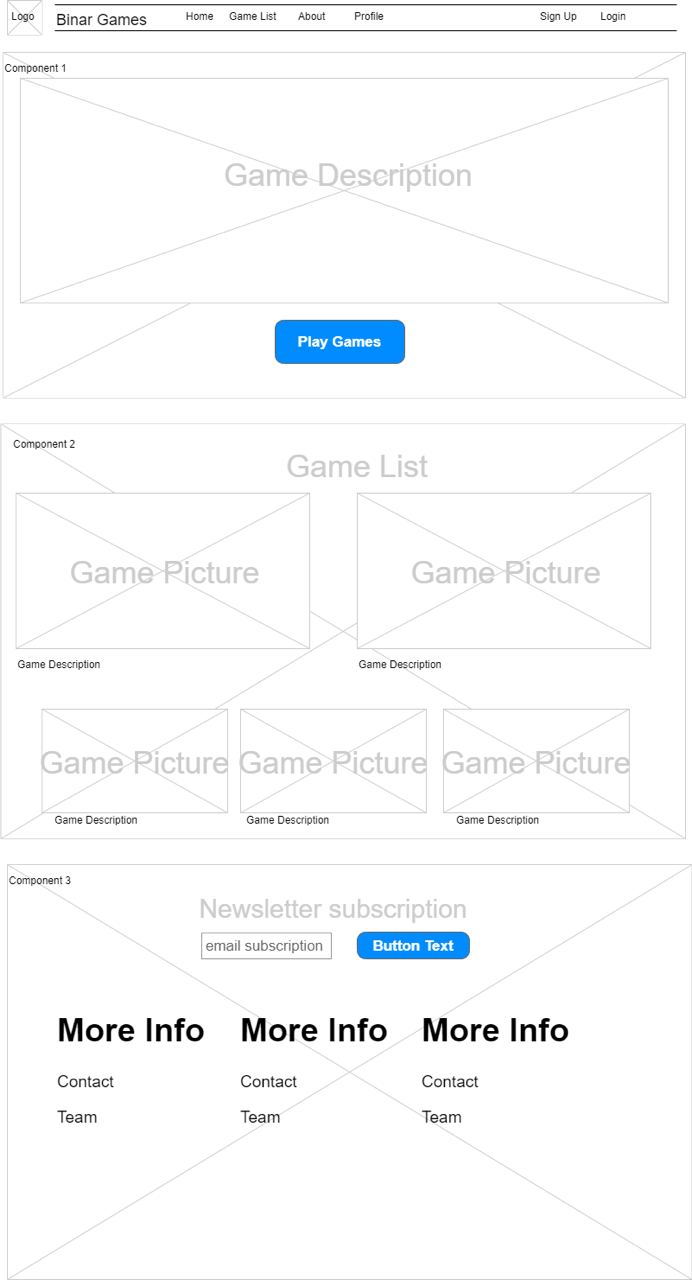 Logo
Binar Games
Home
Game List
About
Profile
Sign Up
Login
Component 1
Game Description
Play Games
Component 2
Game List
Game Picture
Game Picture
Game Description
Game Description
Game Picture
Game Picture
Game Picture
Game Description
Game Description
Game Description
Component 3
Newsletter subscription
email subscription
Button Text
More Info
More Info
More Info
Contact
Contact
Contact
Team
Team
Team